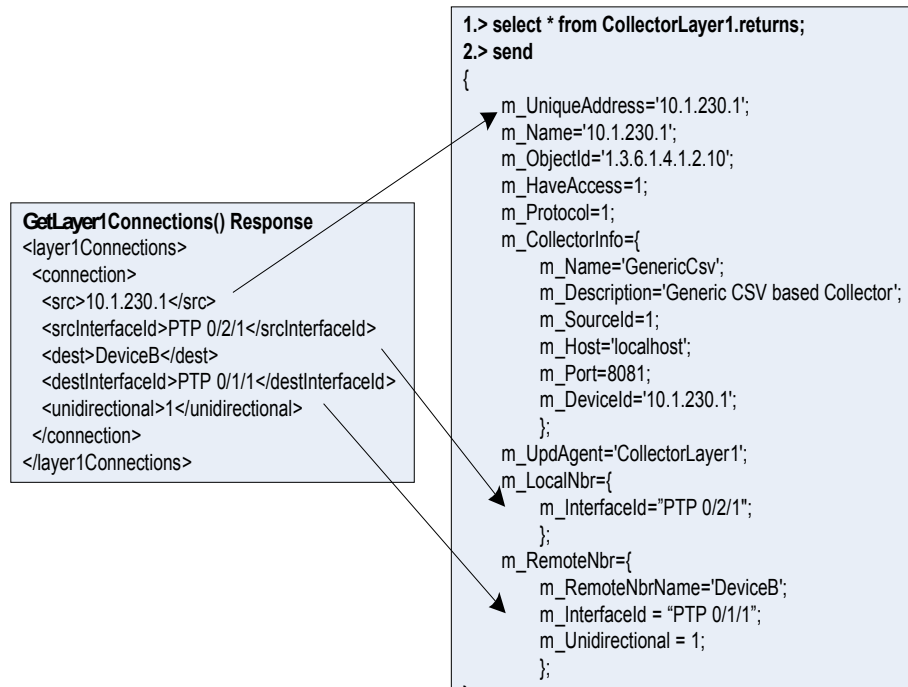 GetLayer1Connections() Response
<layer1Connections>
<connection>
<src>10.1.230.1</src>
<srcInterfaceId>PTP 0/2/1</srcInterfaceId>
<dest>DeviceB</dest>
<destInterfaceId>PTP 0/1/1</destInterfaceId>
<unidirectional>1</unidirectional>
</connection>
</layer1Connections>
1.> select * from CollectorLayer1.returns;
2.> send
{
m_UniqueAddress='10.1.230.1';
m_Name='10.1.230.1';
m_ObjectId='1.3.6.1.4.1.2.10';
m_HaveAccess=1;
m_Protocol=1;
m_CollectorInfo={
m_Name='GenericCsv';
m_Description='Generic CSV based Collector';
m_SourceId=1;
m_Host='localhost';
m_Port=8081;
m_DeviceId='10.1.230.1';
};
m_UpdAgent='CollectorLayer1';
m_LocalNbr={
m_InterfaceId=”PTP 0/2/1";
};
m_RemoteNbr={
m_RemoteNbrName='DeviceB';
m_InterfaceId = “PTP 0/1/1”;
m_Unidirectional = 1;
};